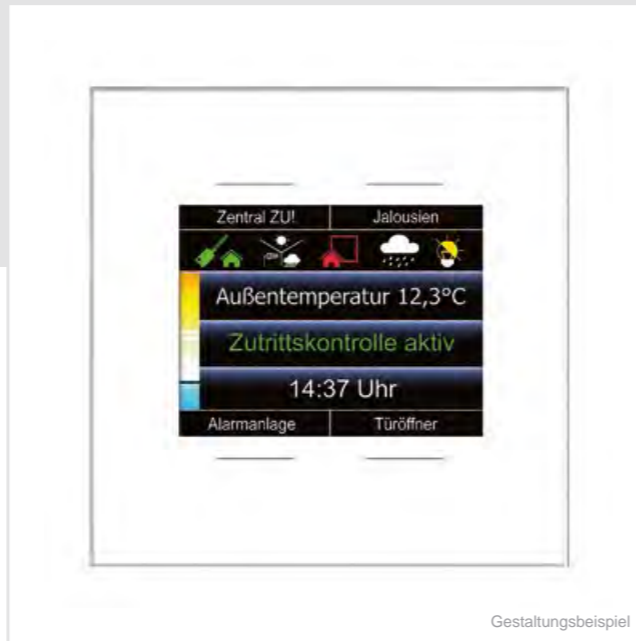 Zentral ZU! Jalousien
Außentemperatur 12,3°C
Zutrittskontrolle aktiv
14:37 Uhr
Alarmanlage Türöffner
Gestaltungsbeispiel